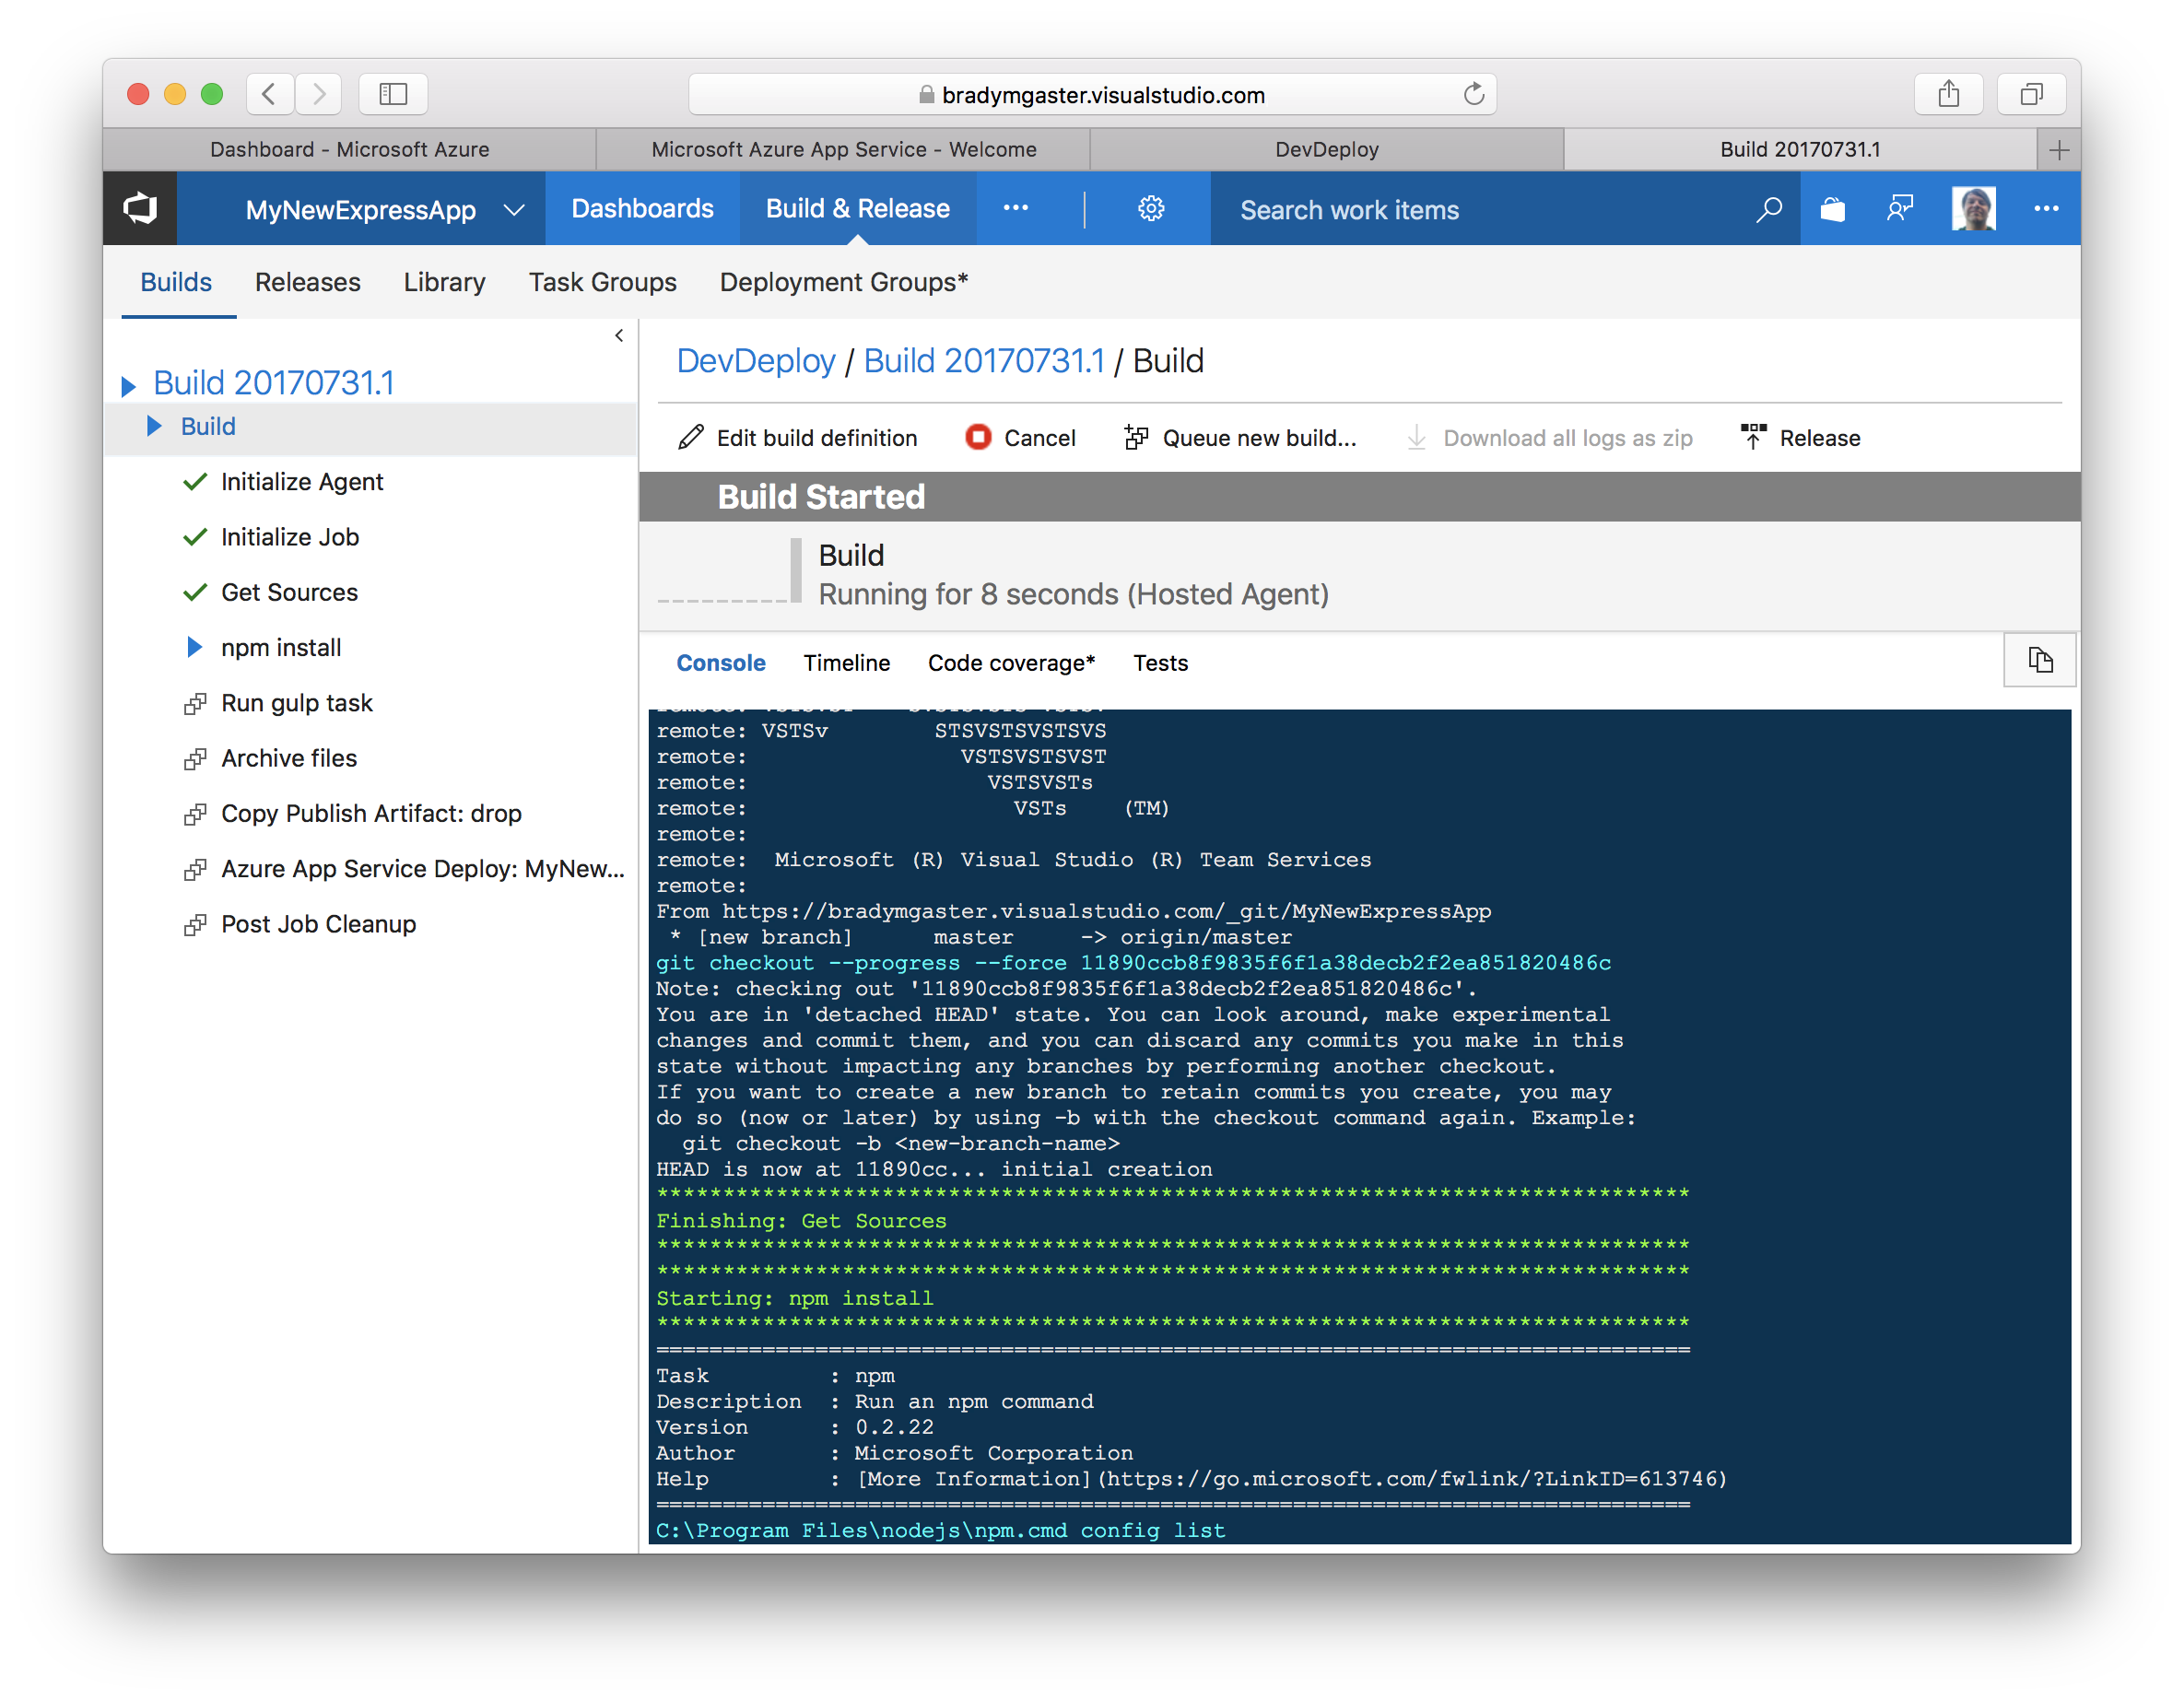 bradymgaster.visualstudio.com
Dashboard - Microsoft Azure
Microsoft Azure App Service - Welcome
DevDeploy
Build 20170731.1
MyNewExpressApp
Dashboards
Build & Release
Search work items
Builds
Releases
Library
Task Groups
Deployment Groups*
Build 20170731.1
Build
Initialize Agent
Initialize Job
Get Sources
npm install
Run gulp task
Archive files
Copy Publish Artifact: drop
Azure App Service Deploy: MyNew...
Post Job Cleanup
DevDeploy / Build 20170731.1 / Build
Edit build definition
Cancel
Queue new build...
Download all logs as zip
Release
Build Started
Build
Running for 8 seconds (Hosted Agent)
Console
Timeline
Code coverage*
Tests
remote: VSTSv        STSVSTSVSTSVS
remote:                VSTSVSTSVST
remote:                  VSTSVSTs
remote:                    VSTs    (TM)
remote:
remote:  Microsoft (R) Visual Studio (R) Team Services
remote:
From https://bradymgaster.visualstudio.com/_git/MyNewExpressApp
 * [new branch]      master     -> origin/master
git checkout --progress --force 11890ccb8f9835f6f1a38decb2f2ea851820486c
Note: checking out '11890ccb8f9835f6f1a38decb2f2ea851820486c'.
You are in 'detached HEAD' state. You can look around, make experimental
changes and commit them, and you can discard any commits you make in this
state without impacting any branches by performing another checkout.
If you want to create a new branch to retain commits you create, you may
do so (now or later) by using -b with the checkout command again. Example:
  git checkout -b <new-branch-name>
HEAD is now at 11890cc... initial creation
******************************************************************************
Finishing: Get Sources
******************************************************************************
******************************************************************************
Starting: npm install
******************************************************************************
==============================================================================
Task         : npm
Description  : Run an npm command
Version      : 0.2.22
Author       : Microsoft Corporation
Help         : [More Information](https://go.microsoft.com/fwlink/?LinkID=613746)
==============================================================================
C:\Program Files\nodejs\npm.cmd config list